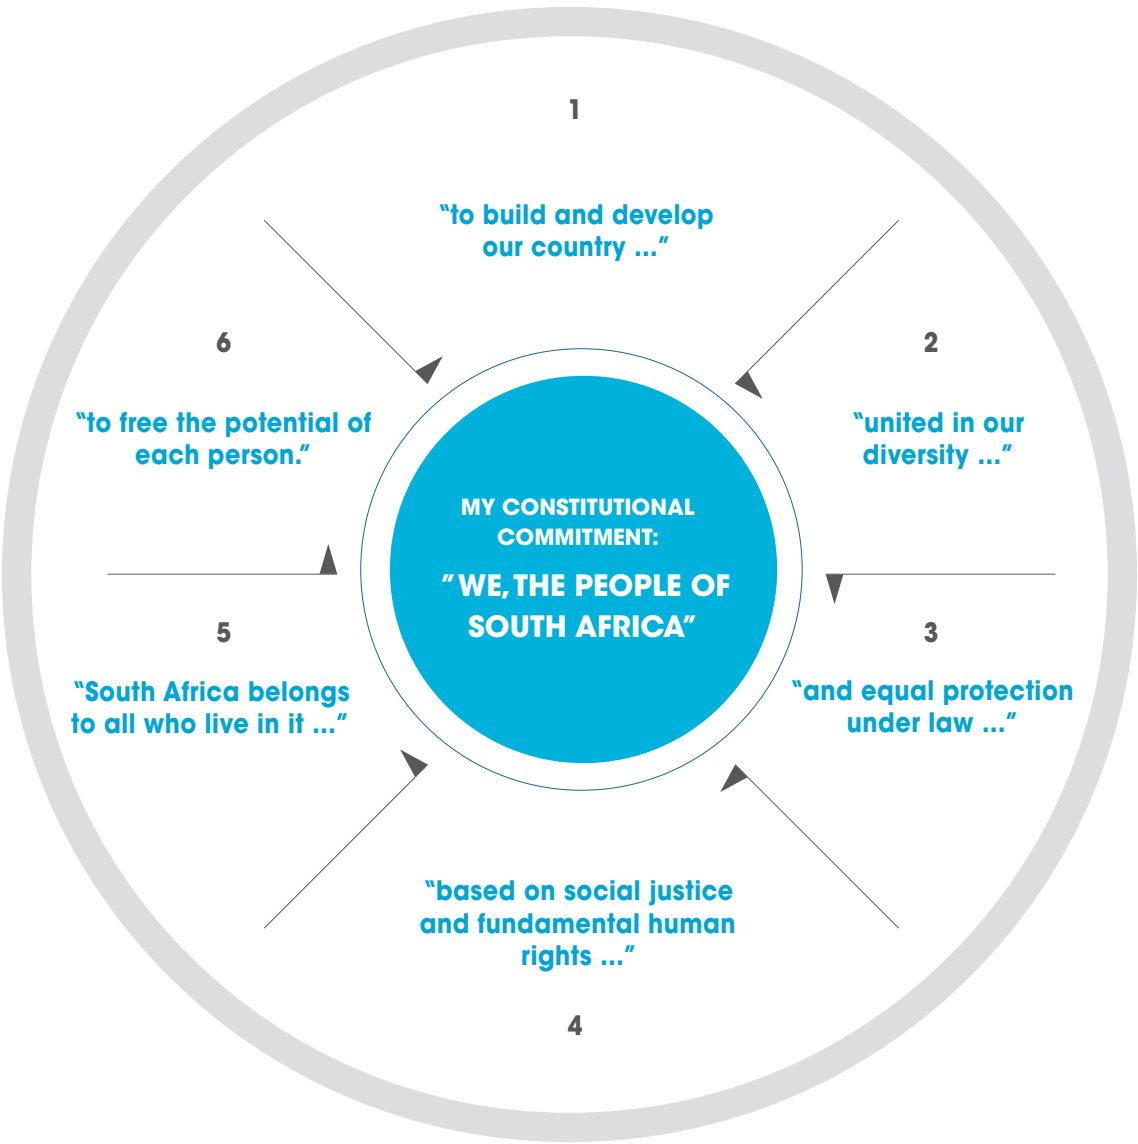 1
“to build and develop
our country ...”
2
“united in our
diversity ...”
3
“and equal protection
under law ...”
4
“based on social justice
and fundamental human
rights ...”
5
“South Africa belongs
to all who live in it ...”
6
“to free the potential of
each person.”
MY CONSTITUTIONAL
COMMITMENT:
“WE, THE PEOPLE OF
SOUTH AFRICA”